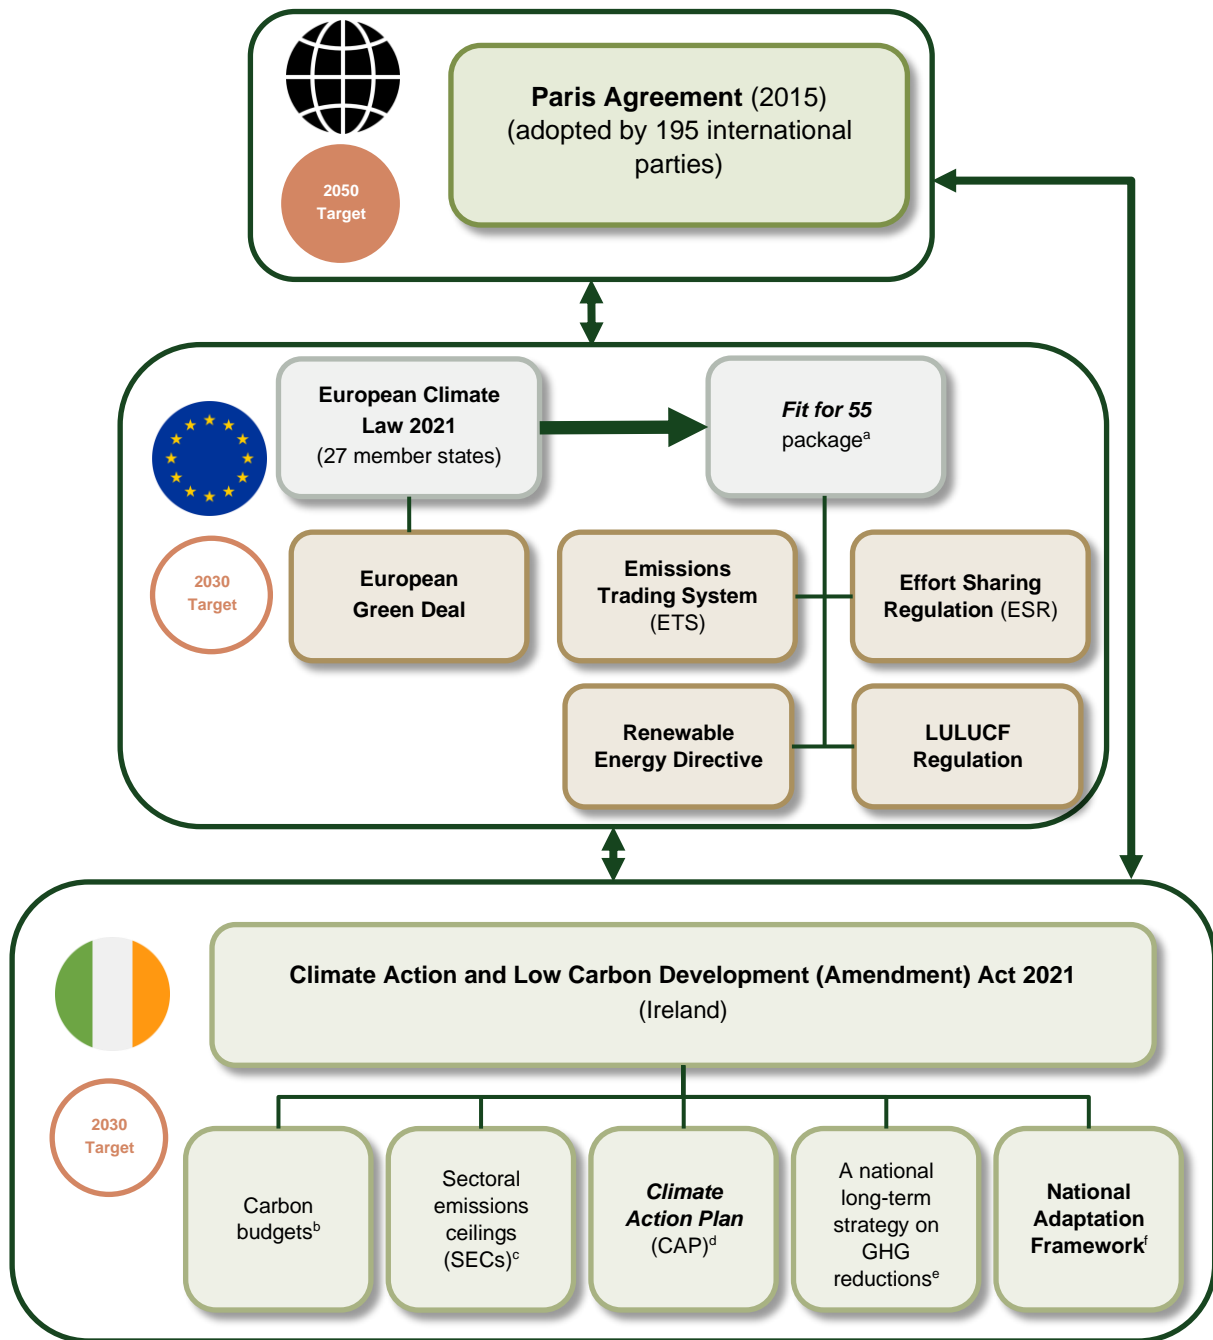 Paris Agreement (2015)
(adopted by 195 international
parties)
2050
Target
European Climate
Law 2021
(27 member states)
Fit for 55
packageᵃ
2030
Target
European
Green Deal
Emissions
Trading System
(ETS)
Effort Sharing
Regulation (ESR)
Renewable
Energy Directive
LULUCF
Regulation
Climate Action and Low Carbon Development (Amendment) Act 2021
(Ireland)
2030
Target
Carbon
budgetsᵇ
Sectoral
emissions
ceilings
(SECs)ᶜ
Climate
Action Plan
(CAP)ᵈ
A national
long-term
strategy on
GHG
reductionsᵉ
National
Adaptation
Frameworkᶠ